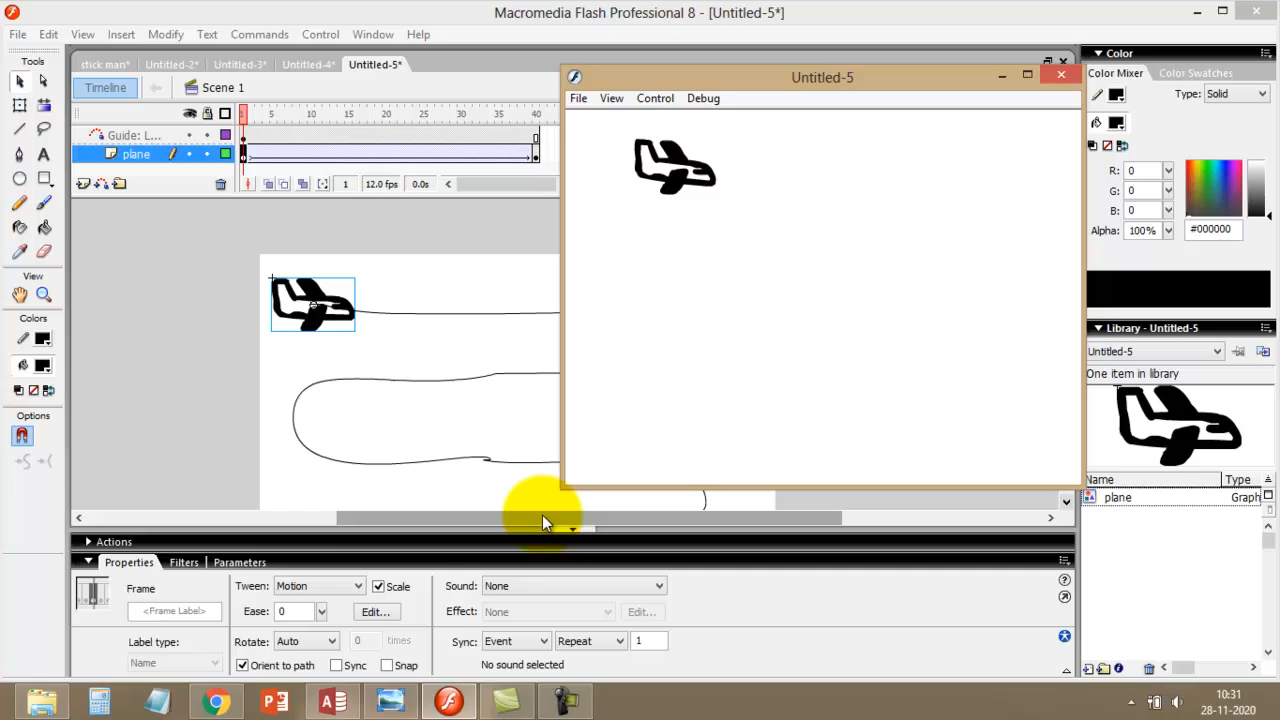 Macromedia Flash Professional 8 - [Untitled-5*]
File Edit View Insert Modify Text Commands Control Window Help
Tools
stick man* Untitled-2* Untitled-3* Untitled-4* Untitled-5*
Timeline Scene 1
1 5 10 15 20 25 30 35 40
Guide: L...
plane
1 12.0 fps 0.0s
View
Colors
Options
Untitled-5
File View Control Debug
Color
Color Mixer Color Swatches
Type: Solid
R: 0
G: 0
B: 0
Alpha: 100% #000000
Library - Untitled-5
Untitled-5
One item in library
Name Type
plane Graph
Actions
Properties Filters Parameters
Frame
<Frame Label>
Label type:
Name
Tween: Motion Scale
Ease: 0 Edit...
Rotate: Auto 0 times
Orient to path Sync Snap
Sound: None
Effect: None Edit...
Sync: Event Repeat 1
No sound selected
10:31
28-11-2020